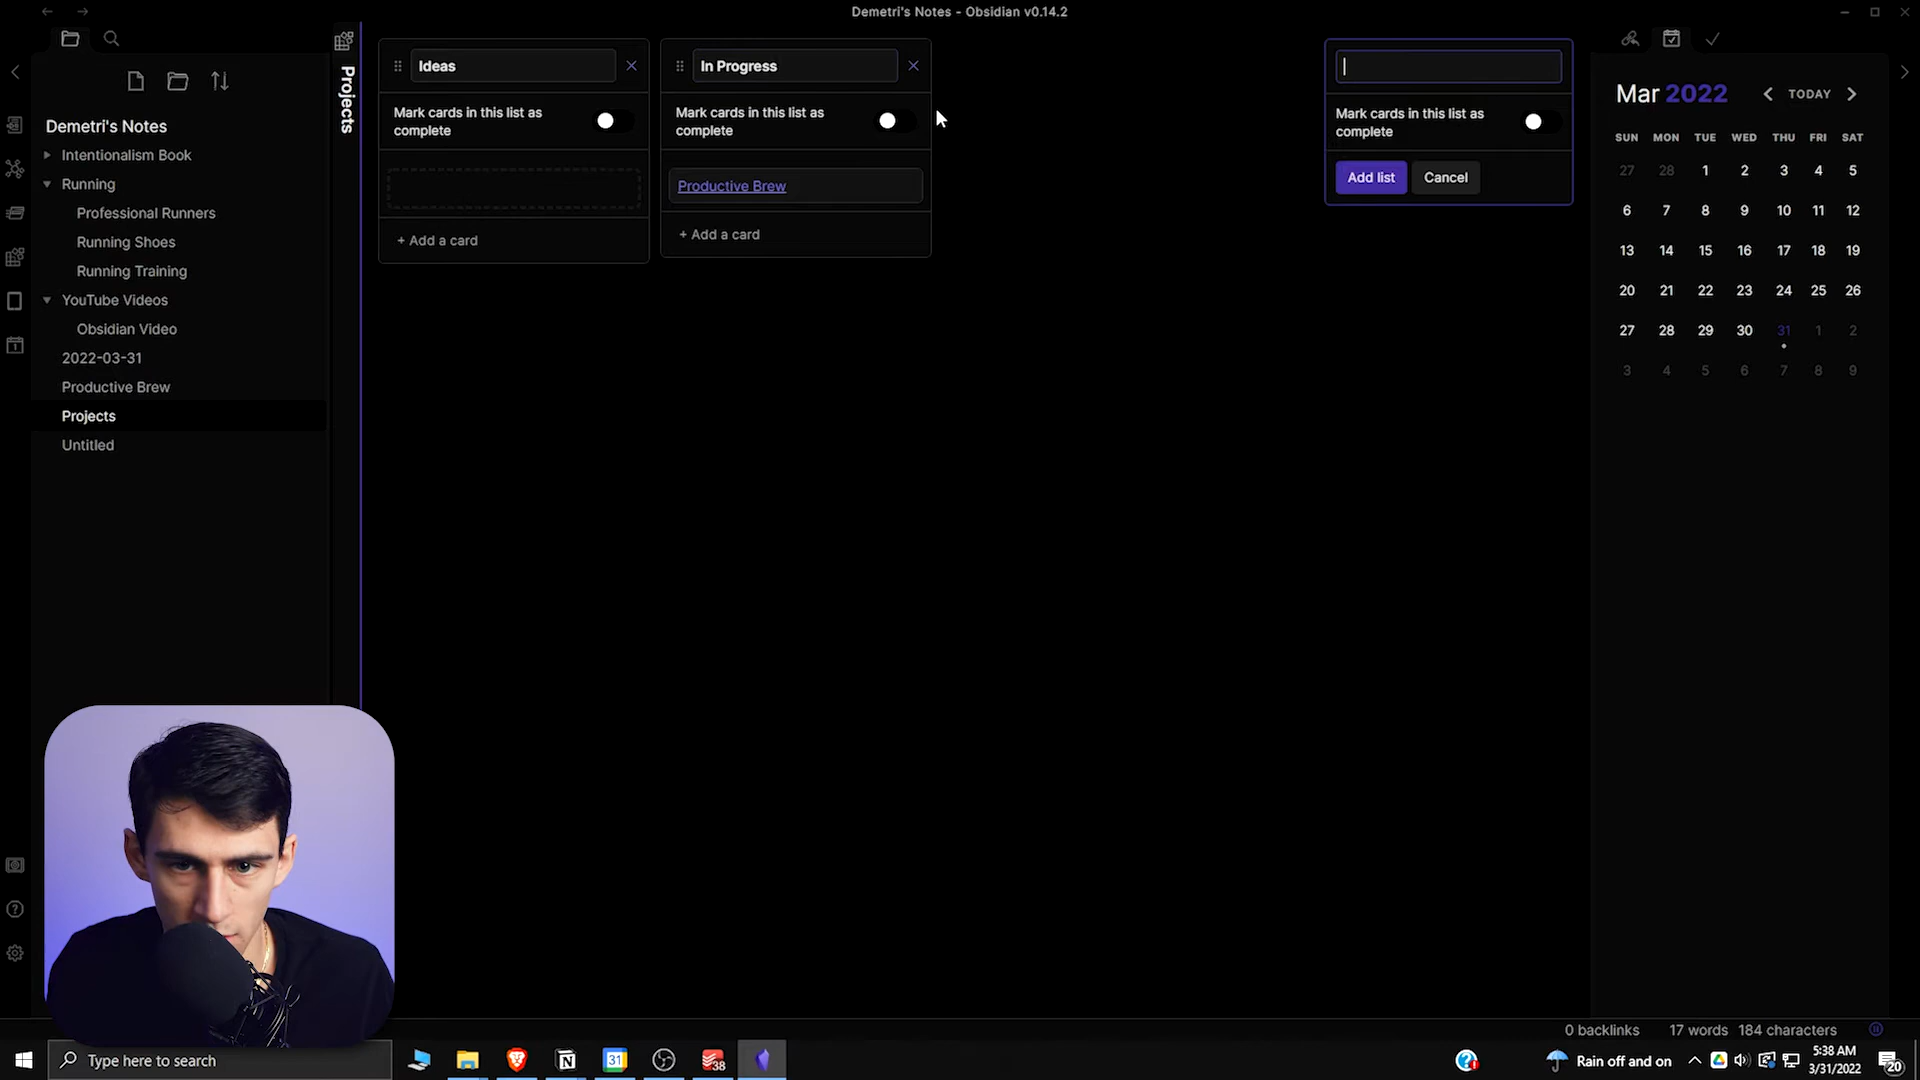 Demetri's Notes - Obsidian v0.14.2
Demetri's Notes
Intentionalism Book
Running
Professional Runners
Running Shoes
Running Training
YouTube Videos
Obsidian Video
2022-03-31
Productive Brew
Projects
Untitled
Projects
Ideas
Mark cards in this list as
complete
+ Add a card
In Progress
Mark cards in this list as
complete
Productive Brew
+ Add a card
Mark cards in this list as
complete
Add list Cancel
Mar 2022 TODAY
SUN MON TUE WED THU FRI SAT
27 28 1 2 3 4 5
6 7 8 9 10 11 12
13 14 15 16 17 18 19
20 21 22 23 24 25 26
27 28 29 30 31 1 2
3 4 5 6 7 8 9
0 backlinks 17 words 184 characters
Type here to search
31
38
Rain off and on
5:38 AM
3/31/2022
20